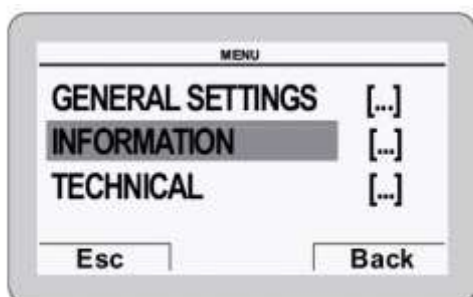 MENU
GENERAL SETTINGS [...]
INFORMATION [...]
TECHNICAL [...]
Esc Back